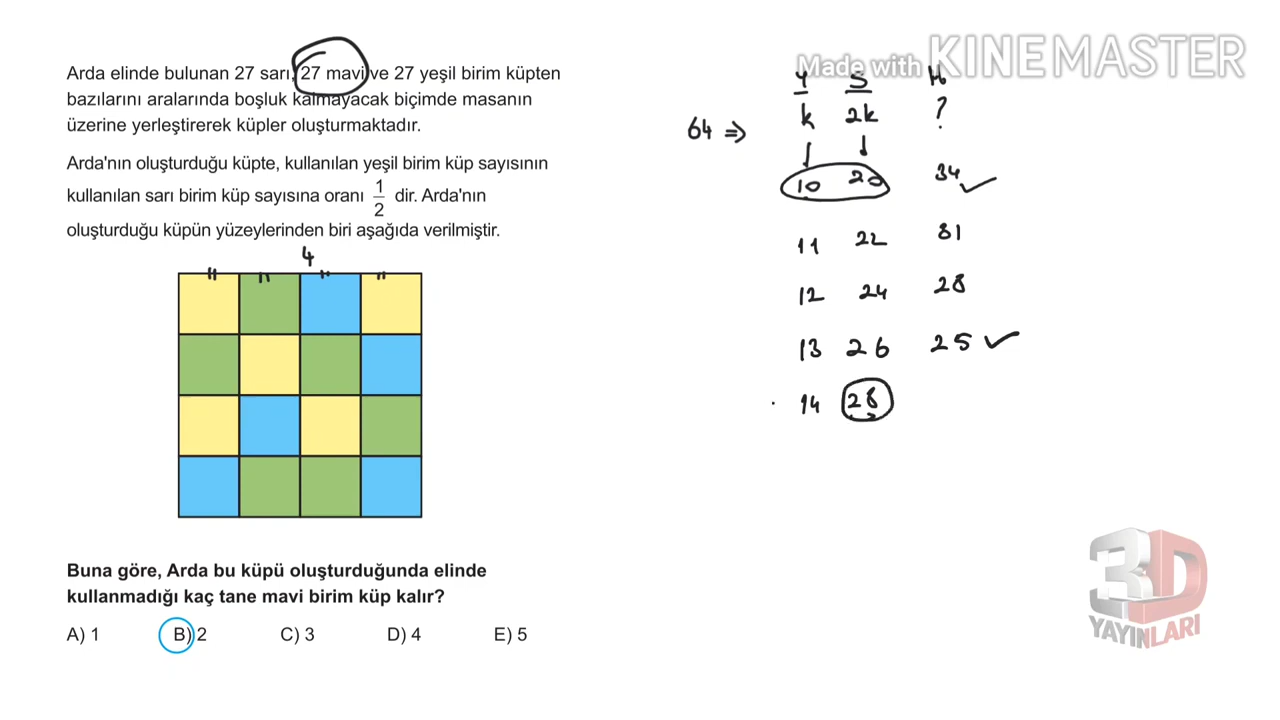 Made with KINEMASTER
Arda elinde bulunan 27 sarı, 27 mavi ve 27 yeşil birim küpten
bazılarını aralarında boşluk kalmayacak biçimde masanın
üzerine yerleştirerek küpler oluşturmaktadır.
Arda'nın oluşturduğu küpte, kullanılan yeşil birim küp sayısının
kullanılan sarı birim küp sayısına oranı 1/2 dir. Arda'nın
oluşturduğu küpün yüzeylerinden biri aşağıda verilmiştir.
4
Buna göre, Arda bu küpü oluşturduğunda elinde
kullanmadığı kaç tane mavi birim küp kalır?
A) 1 B) 2 C) 3 D) 4 E) 5
Y S M
64 ⇒ k 2k ?
10 20 34
11 22 31
12 24 28
13 26 25
14 28
3D
YAYINLARI